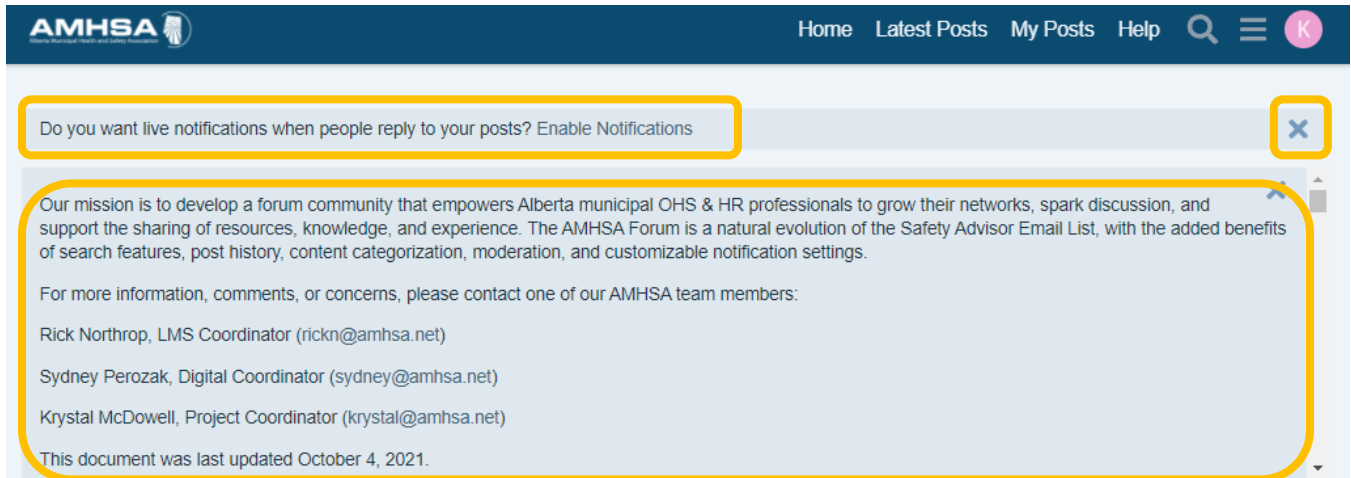 AMHSA
Alberta Municipal Health and Safety Association
Home Latest Posts My Posts Help K
Do you want live notifications when people reply to your posts? Enable Notifications
Our mission is to develop a forum community that empowers Alberta municipal OHS & HR professionals to grow their networks, spark discussion, and
support the sharing of resources, knowledge, and experience. The AMHSA Forum is a natural evolution of the Safety Advisor Email List, with the added benefits
of search features, post history, content categorization, moderation, and customizable notification settings.
For more information, comments, or concerns, please contact one of our AMHSA team members:
Rick Northrop, LMS Coordinator (rickn@amhsa.net)
Sydney Perozak, Digital Coordinator (sydney@amhsa.net)
Krystal McDowell, Project Coordinator (krystal@amhsa.net)
This document was last updated October 4, 2021.